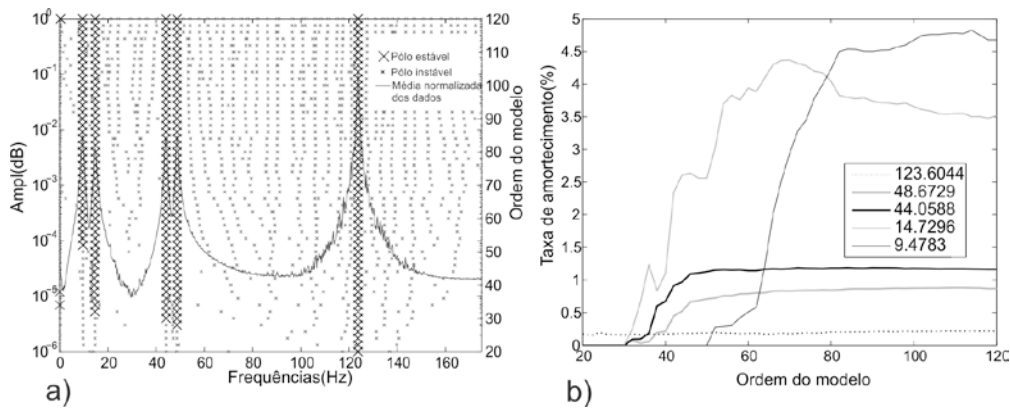 10^0
10^-1
10^-2
10^-3
10^-4
10^-5
10^-6
Ampl(dB)
0 20 40 60 80 100 120 140 160
Frequências(Hz)
120
110
100
90
80
70
60
50
40
30
20
Ordem do modelo
Pólo estável
Pólo instável
Média normalizada
dos dados
a)
5
4.5
4
3.5
3
2.5
2
1.5
1
0.5
0
Taxa de amortecimento(%)
20 40 60 80 100 120
Ordem do modelo
123.6044
48.6729
44.0588
14.7296
9.4783
b)